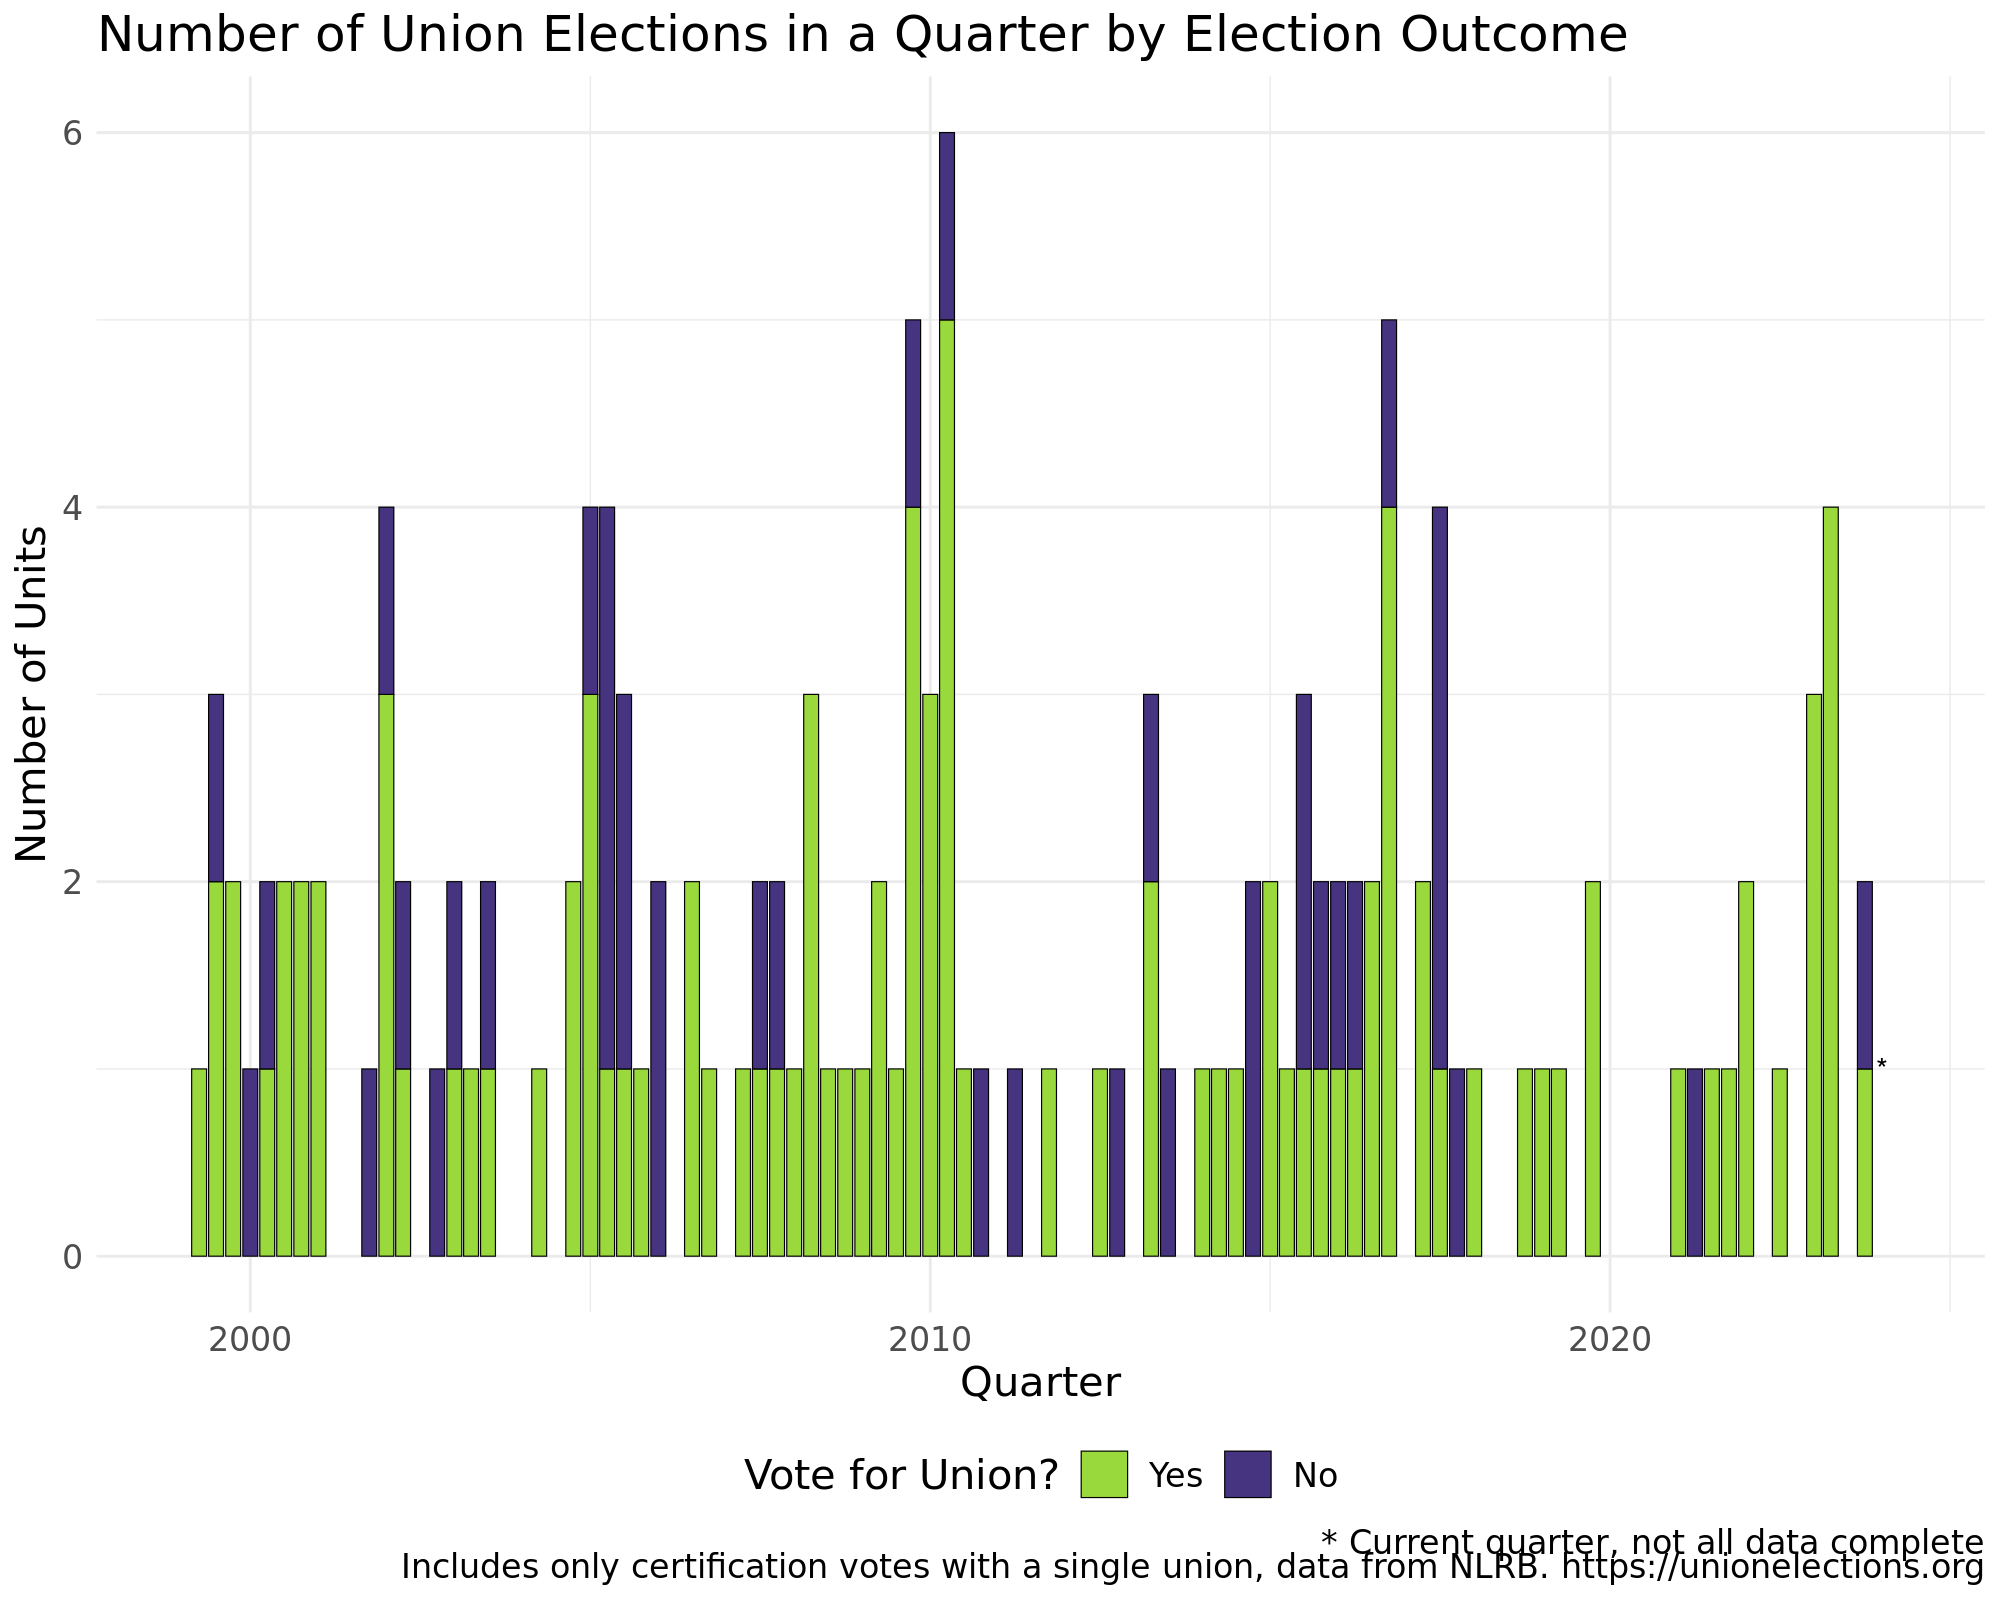 Number of Union Elections in a Quarter by Election Outcome
6
4
2
0
Number of Units
*
2000 2010 2020
Quarter
Vote for Union? Yes No
* Current quarter, not all data complete
Includes only certification votes with a single union, data from NLRB. https://unionelections.org